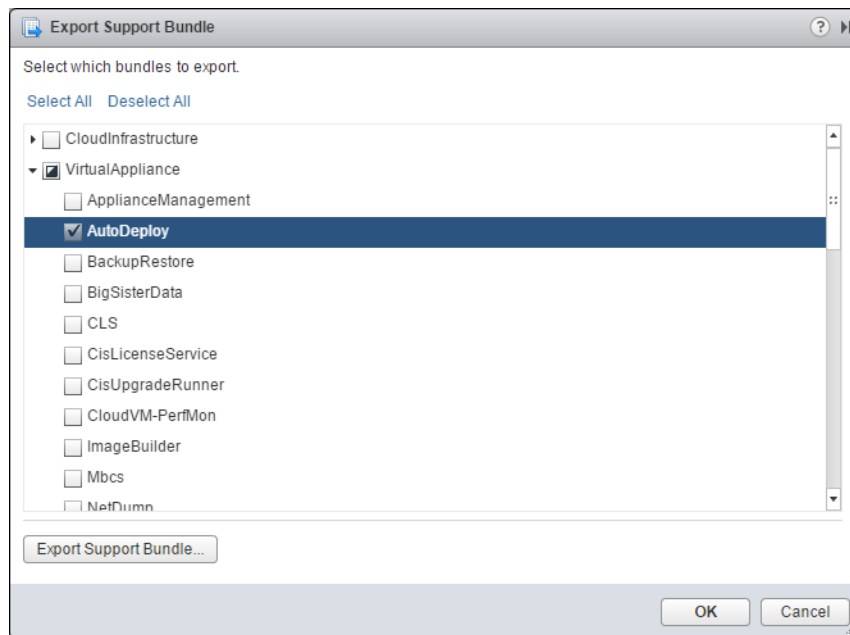 Export Support Bundle
?
Select which bundles to export.
Select All Deselect All
CloudInfrastructure
VirtualAppliance
ApplianceManagement
AutoDeploy
BackupRestore
BigSisterData
CLS
CisLicenseService
CisUpgradeRunner
CloudVM-PerfMon
ImageBuilder
Mbcs
NetDump
Export Support Bundle...
OK Cancel